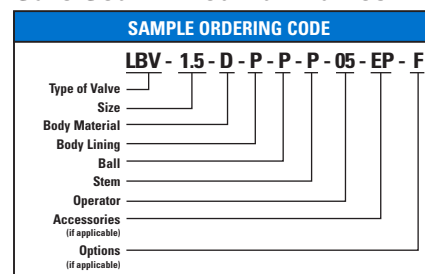 SAMPLE ORDERING CODE
LBV - 1.5 - D - P - P - P - 05 - EP - F
Type of Valve
Size
Body Material
Body Lining
Ball
Stem
Operator
Accessories
(if applicable)
Options
(if applicable)